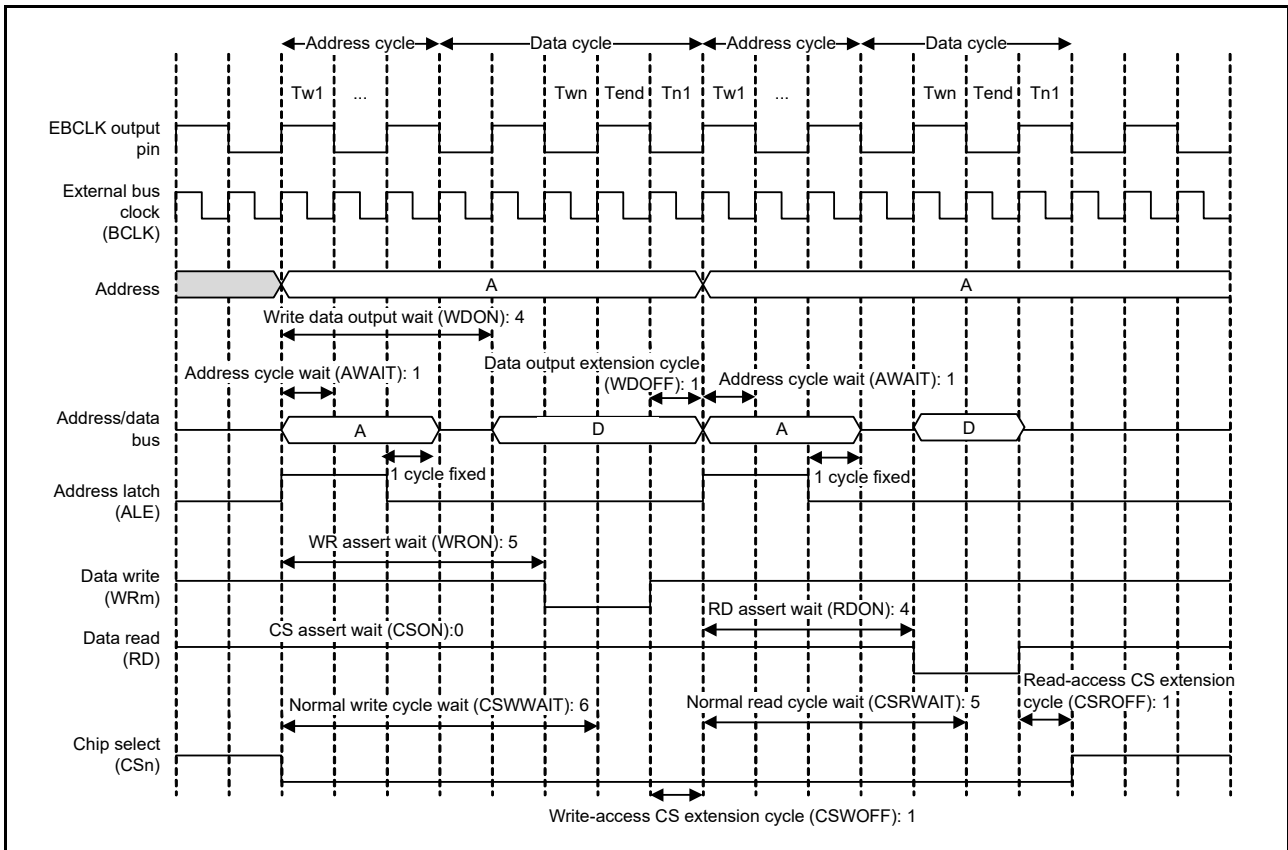 Address cycle Data cycle Address cycle Data cycle
Tw1 ... Twn Tend Tn1 Tw1 ... Twn Tend Tn1
EBCLK output
pin
External bus
clock
(BCLK)
Address A A
Write data output wait (WDON): 4
Data output extension cycle
(WDOFF): 1
Address cycle wait (AWAIT): 1
Address cycle wait (AWAIT): 1
Address/data
bus
A D A D
1 cycle fixed 1 cycle fixed
Address latch
(ALE)
WR assert wait (WRON): 5
Data write
(WRm)
RD assert wait (RDON): 4
CS assert wait (CSON):0
Data read
(RD)
Read-access CS extension
cycle (CSROFF): 1
Normal write cycle wait (CSWWAIT): 6
Normal read cycle wait (CSRWAIT): 5
Chip select
(CSn)
Write-access CS extension cycle (CSWOFF): 1